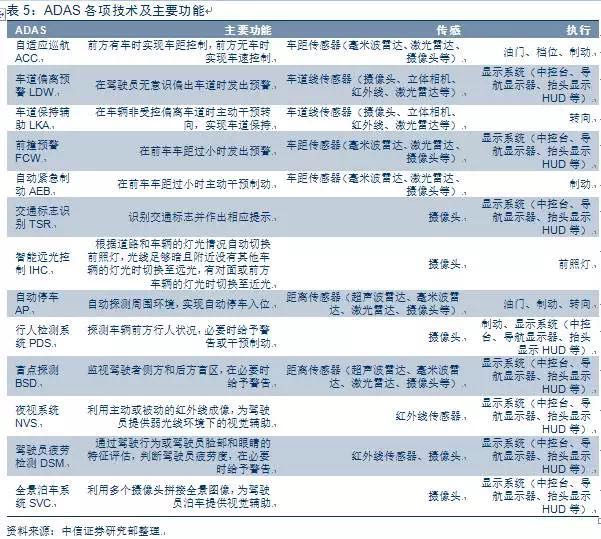 表 5：ADAS 各项技术及主要功能
ADAS 主要功能 传感 执行
自适应巡航
ACC
前方有车时实现车距控制，前方无车时
实现车速控制
车距传感器（毫米波雷达、激光雷达、
摄像头等）
油门、档位、制动
车道偏离预
警 LDW
在驾驶员无意识偏出车道时发出预警
车道线传感器（摄像头、立体相机、
红外线、激光雷达等）
显示系统（中控台、导
航显示器、抬头显示
HUD 等）
车道保持辅
助 LKA
在车辆非受控偏离车道时主动干预转
向，实现车道保持
车道线传感器（摄像头、立体相机、
红外线、激光雷达等）
转向
前撞预警
FCW
在前车车距过小时发出预警
车距传感器（毫米波雷达、激光雷达、
摄像头等）
显示系统（中控台、导
航显示器、抬头显示
HUD 等）
自动紧急制
动 AEB
在前车车距过小时主动干预制动
车距传感器（毫米波雷达、激光雷达、
摄像头等）
制动
交通标志识
别 TSR
识别交通标志并作出相应提示
摄像头
显示系统（中控台、导
航显示器、抬头显示
HUD 等）
智能远光控
制 IHC
根据道路和车辆的灯光情况自动切换
前照灯，光线足够暗且附近没有其他车
辆的灯光时切换至远光，有对面或前方
车辆的灯光时切换至近光
摄像头
前照灯
自动停车
AP
自动探测周围环境，实现自动停车入位
距离传感器（超声波雷达、毫米波雷
达、激光雷达、摄像头等）
油门、制动、转向
行人检测系
统 PDS
探测车辆前方行人状况，必要时给予警
告或干预制动
摄像头
制动、显示系统（中控
台、导航显示器、抬头
显示 HUD 等）
盲点探测
BSD
监视驾驶者侧方和后方盲区，在必要时
给予警告
距离传感器（超声波雷达、毫米波雷
达、激光雷达、摄像头等）
显示系统（中控台、导
航显示器、抬头显示
HUD 等）
夜视系统
NVS
利用主动或被动的红外线成像，为驾驶
员提供弱光线环境下的视觉辅助
红外线传感器
显示系统（中控台、导
航显示器、抬头显示
HUD 等）
驾驶员疲劳
检测 DSM
通过驾驶行为或驾驶员脸部和眼睛的
特征评估，判断驾驶疲劳度，在必要
时给予警告
红外线传感器、摄像头
显示系统（中控台、导
航显示器、抬头显示
HUD 等）
全景泊车系
统 SVC
利用多个摄像头拼接全景图像，为驾驶
员泊车提供视觉辅助
摄像头
显示系统（中控台、导
航显示器、抬头显示
HUD 等）
资料来源：中信证券研究部整理